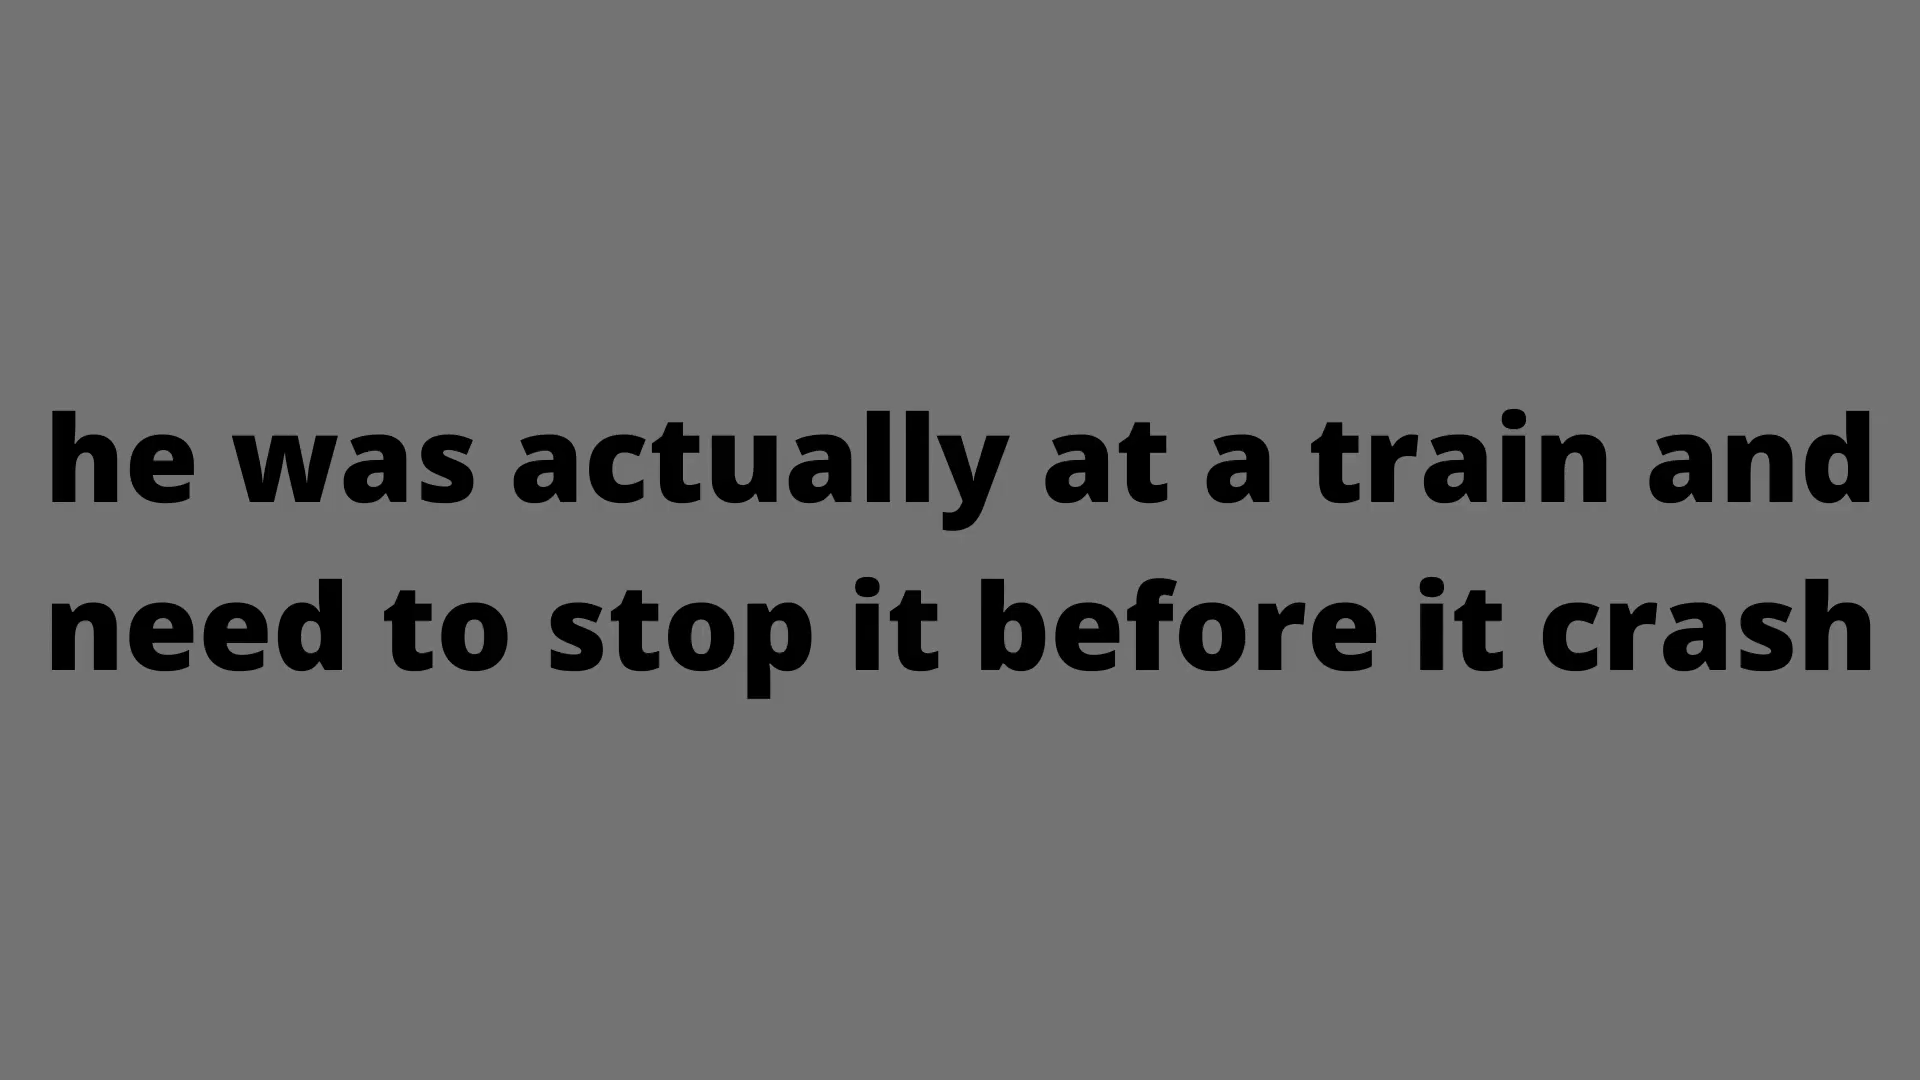 he was actually at a train and
need to stop it before it crash